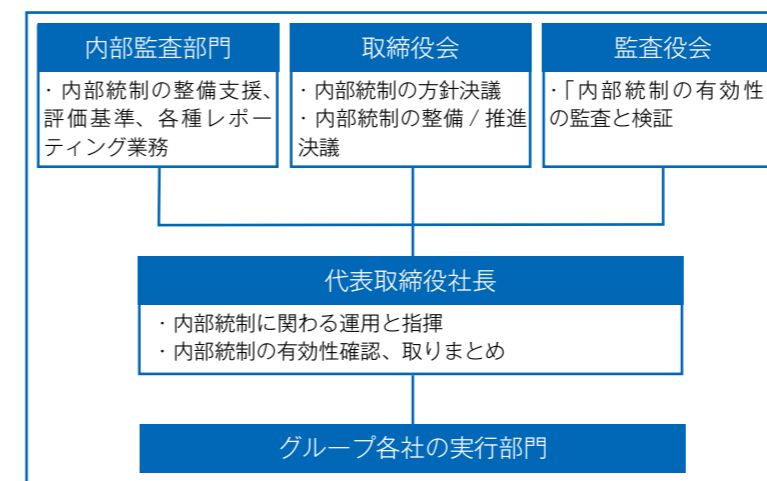 内部監査部門
・内部統制の整備支援、
評価基準、各種レポー
ティング業務
取締役会
・内部統制の方針決議
・内部統制の整備 / 推進
決議
監査役会
・「内部統制の有効性
の監査と検証
代表取締役社長
・内部統制に関わる運用と指揮
・内部統制の有効性確認、取りまとめ
グループ各社の実行部門